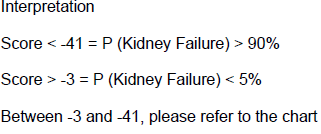 Interpretation
Score < -41 = P (Kidney Failure) > 90%
Score > -3 = P (Kidney Failure) < 5%
Between -3 and -41, please refer to the chart